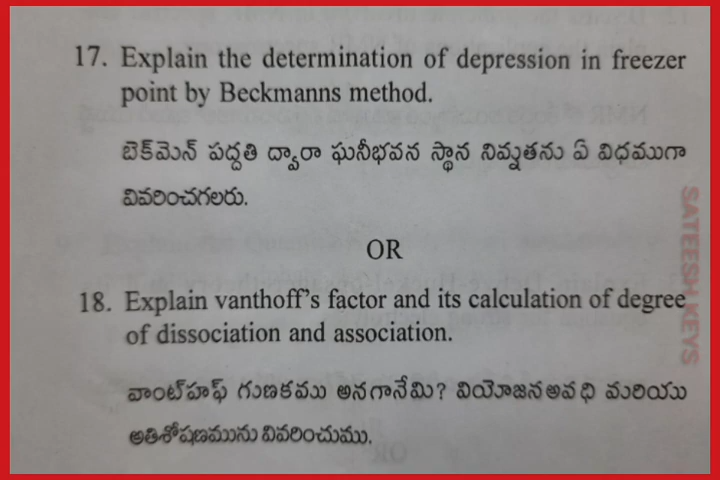 17. Explain the determination of depression in freezer
point by Beckmanns method.
బెక్‌మెన్ పద్దతి ద్వారా ఘనీభవన స్థాన నిమ్నతను ఏ విధముగా
వివరించగలరు.
OR
18. Explain vanthoff's factor and its calculation of degree
of dissociation and association.
వాంట్‌హఫ్ గుణకము అనగానేమి? వియోజన అవధి మరియు
అతిశోషణమును వివరించుము.
SATEESH KEYS